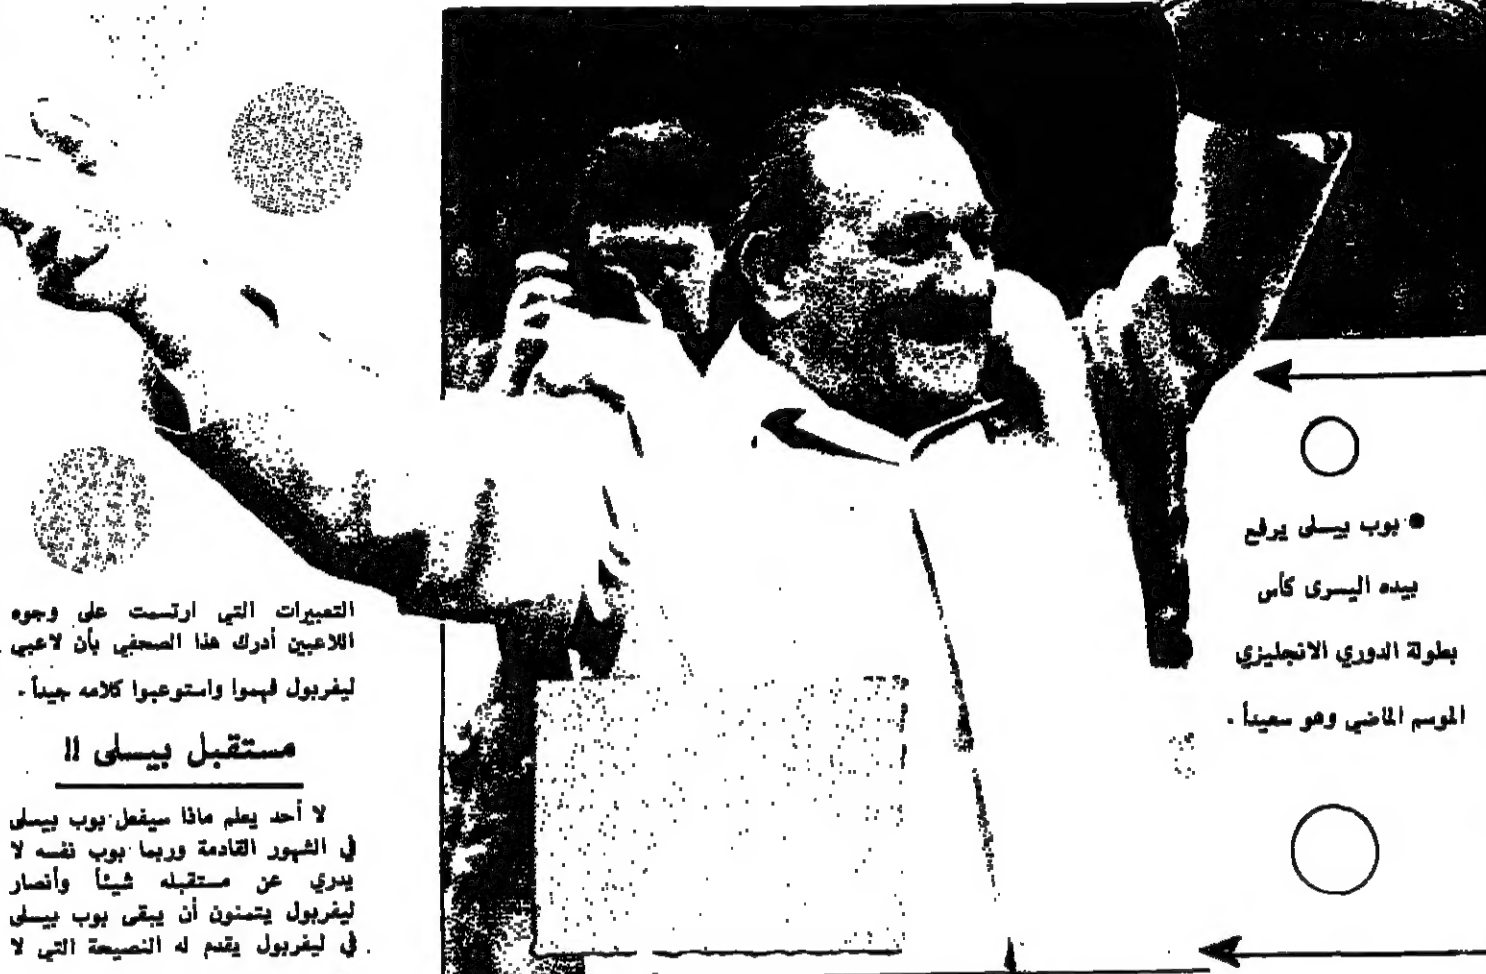 ● بوب بيسلى يرفع
بيده اليسرى كأس
بطولة الدوري الانجليزي
الموسم الماضي وهو سعيداً .
التعبيرات التي ارتسمت على وجوه
اللاعبين أدرك هذا الصحفي بأن لاعبي
ليفربول فهموا واستوعبوا كلامه جيداً .
مستقبل بيسلى !!
لا أحد يعلم ماذا سيفعل بوب بيسلى
في الشهور القادمة وربما بوب نفسه لا
يدري عن مستقبله شيئاً وأنصار
ليفربول يتمنون أن يبقى بوب بيسلى
في ليفربول يقدم له النصيحة التي لا